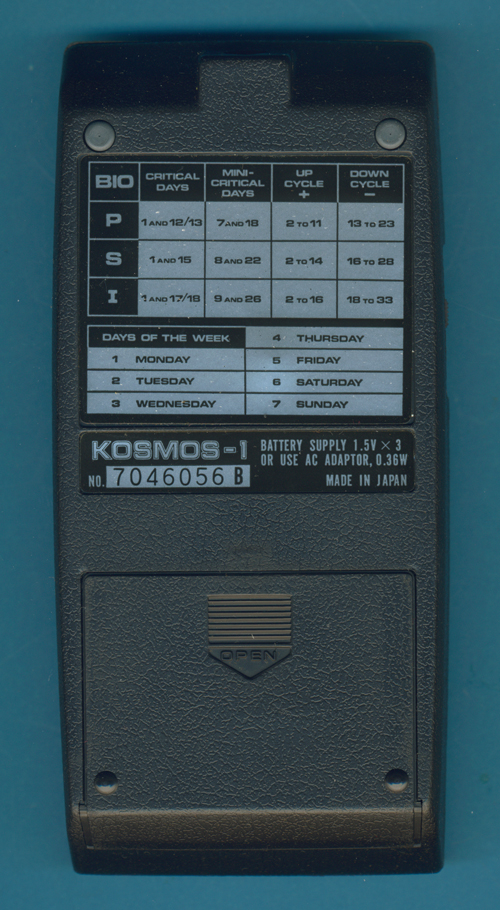 BIO CRITICAL DAYS MINI-CRITICAL DAYS UP CYCLE + DOWN CYCLE −
P 1 AND 12/13 7 AND 18 2 TO 11 13 TO 23
S 1 AND 15 8 AND 22 2 TO 14 16 TO 28
I 1 AND 17/18 9 AND 26 2 TO 16 18 TO 33
DAYS OF THE WEEK 4 THURSDAY
1 MONDAY 5 FRIDAY
2 TUESDAY 6 SATURDAY
3 WEDNESDAY 7 SUNDAY
KOSMOS-1 BATTERY SUPPLY 1.5V × 3
OR USE AC ADAPTOR, 0.36W
NO. 7046056 B MADE IN JAPAN
OPEN